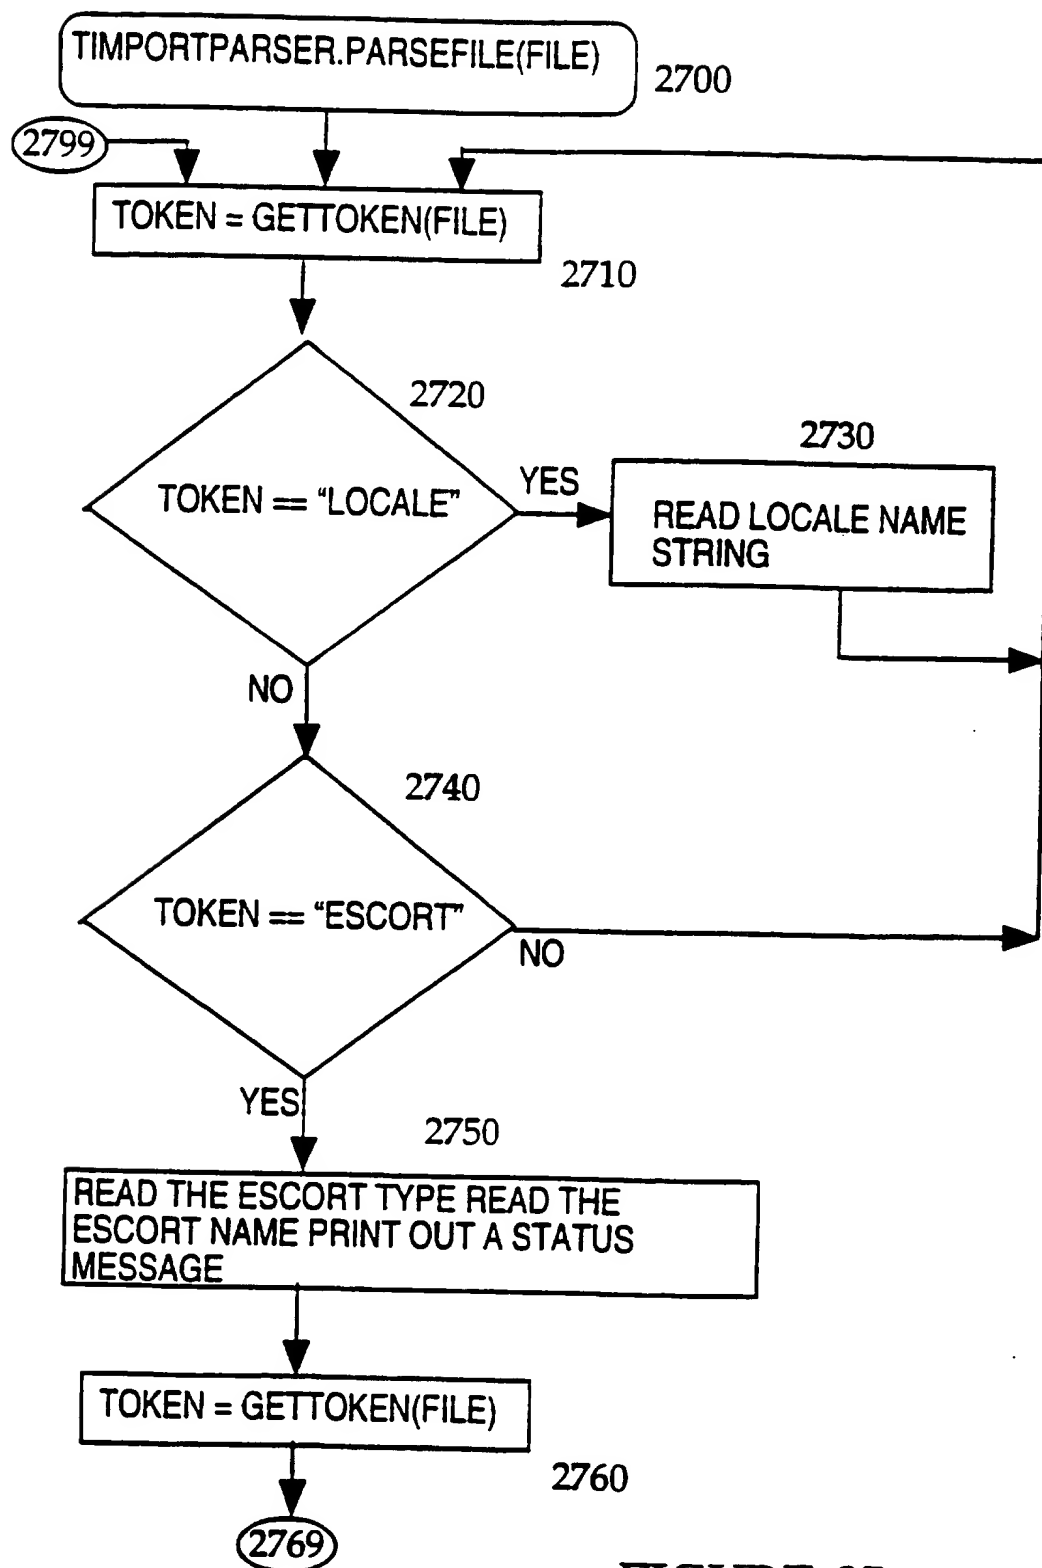 TIMPORTPARSER.PARSEFILE(FILE)
2700
2799
TOKEN = GETTOKEN(FILE)
2710
2720
2730
TOKEN == “LOCALE”
YES
READ LOCALE NAME
STRING
NO
2740
TOKEN == “ESCORT”
NO
YES
2750
READ THE ESCORT TYPE READ THE
ESCORT NAME PRINT OUT A STATUS
MESSAGE
TOKEN = GETTOKEN(FILE)
2760
2769